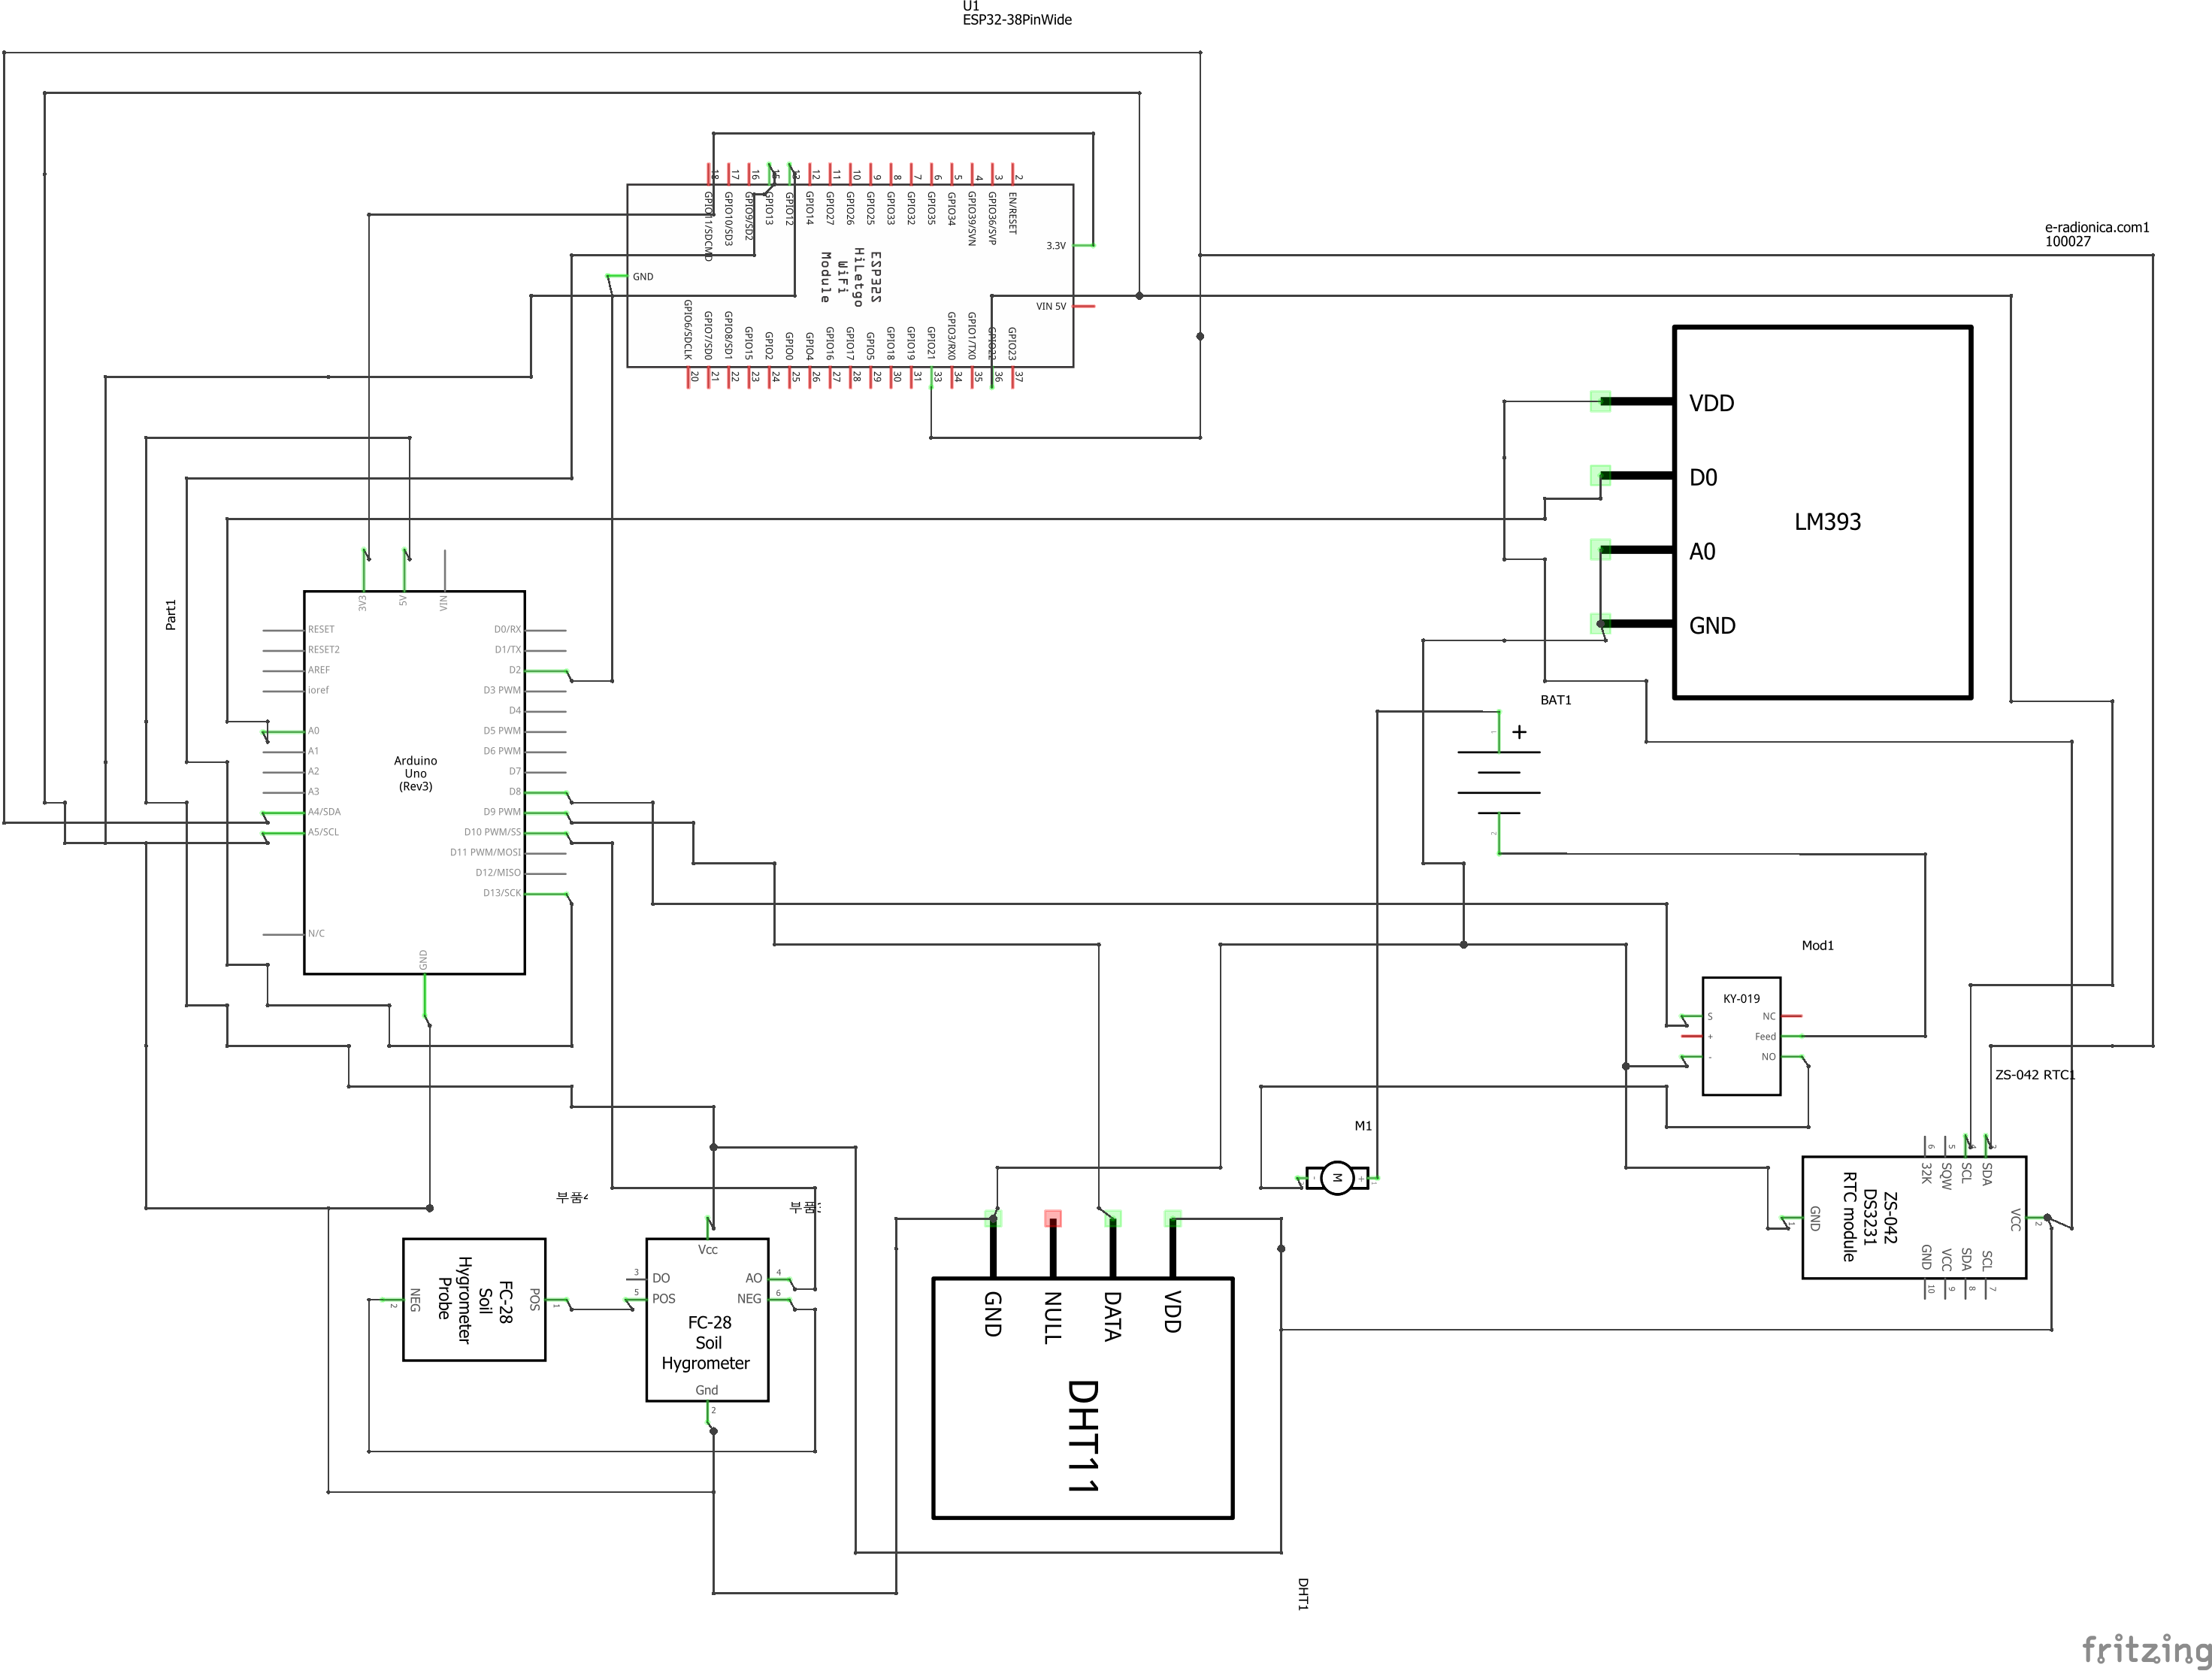 U1
ESP32-38PinWide
18
17
16
15
12
11
10
9
8
7
6
5
4
3
2
GPIO11/SDCMD
GPIO10/SD3
GPIO9/SD2
GPIO13
GPIO12
GPIO14
GPIO27
GPIO26
GPIO25
GPIO33
GPIO32
GPIO35
GPIO34
GPIO39/SVN
GPIO36/SVP
EN/RESET
3.3V
GND
VIN 5V
ESP32S
HiLetgo
WiFi
Module
GPIO6/SDCLK
GPIO7/SD0
GPIO8/SD1
GPIO15
GPIO2
GPIO0
GPIO4
GPIO16
GPIO17
GPIO5
GPIO18
GPIO19
GPIO21
GPIO3/RX0
GPIO1/TX0
GPIO22
GPIO23
20
21
22
23
24
25
26
27
28
29
30
31
33
34
35
36
37
e-radionica.com1
100027
VDD
D0
A0
GND
LM393
Part1
3V3
5V
VIN
RESET
RESET2
AREF
ioref
A0
A1
A2
A3
A4/SDA
A5/SCL
N/C
D0/RX
D1/TX
D2
D3 PWM
D4
D5 PWM
D6 PWM
D7
D8
D9 PWM
D10 PWM/SS
D11 PWM/MOSI
D12/MISO
D13/SCK
GND
Arduino
Uno
(Rev3)
BAT1
1
+
2
Mod1
KY-019
S
+
-
NC
Feed
NO
ZS-042 RTC1
6
5
4
3
32K
SQW
SCL
SDA
ZS-042
DS3231
RTC module
GND
1
VCC
2
GND
VCC
SDA
SCL
10
9
8
7
M1
M
-
+
1
부품4
부품3
FC-28
Soil
Hygrometer
Probe
NEG
2
POS
1
Vcc
3
DO
5
POS
AO
4
NEG
6
FC-28
Soil
Hygrometer
Gnd
2
GND
NULL
DATA
VDD
DHT11
DHT1
fritzing